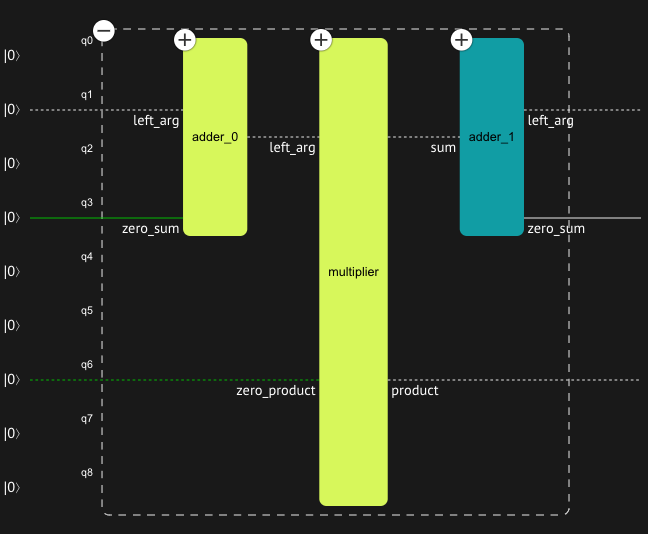 q0
|0⟩
q1
|0⟩
left_arg
left_arg
adder_0
adder_1
q2
left_arg
sum
|0⟩
q3
|0⟩
zero_sum
zero_sum
q4
|0⟩
multiplier
q5
|0⟩
q6
|0⟩
zero_product
product
q7
|0⟩
q8
|0⟩